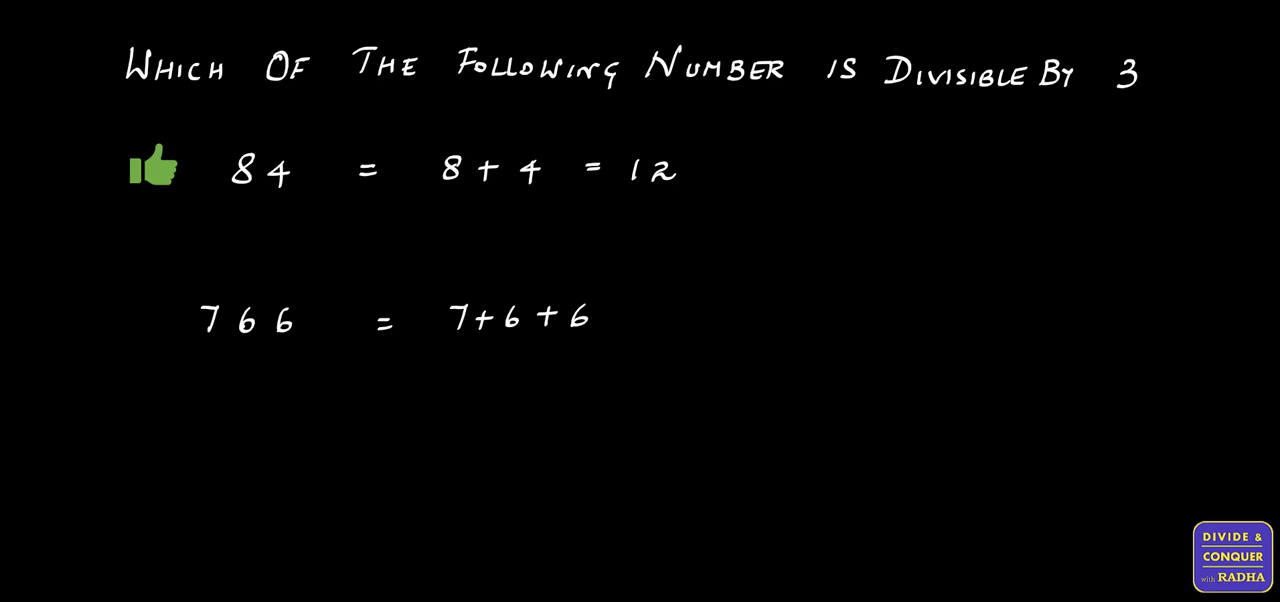 WHICH OF THE FOLLOWING NUMBER IS DIVISIBLE BY 3
84 = 8 + 4 = 12
766 = 7 + 6 + 6
DIVIDE &
CONQUER
with RADHA